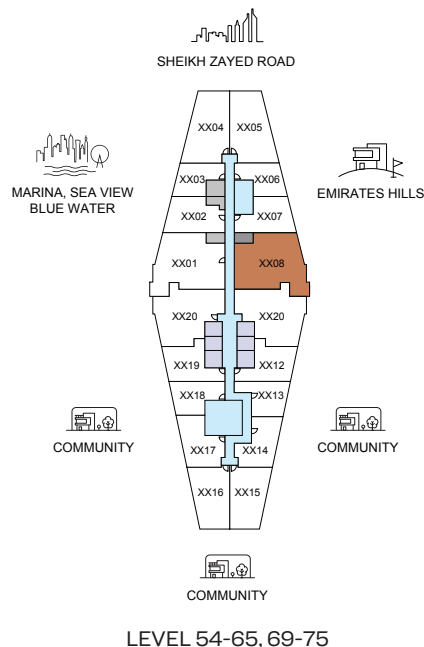 SHEIKH ZAYED ROAD
XX04 XX05
MARINA, SEA VIEW
BLUE WATER
XX03 XX06
EMIRATES HILLS
XX02 XX07
XX01 XX08
XX20 XX20
XX19 XX12
XX18 XX13
COMMUNITY
XX17 XX14
COMMUNITY
XX16 XX15
COMMUNITY
LEVEL 54-65, 69-75